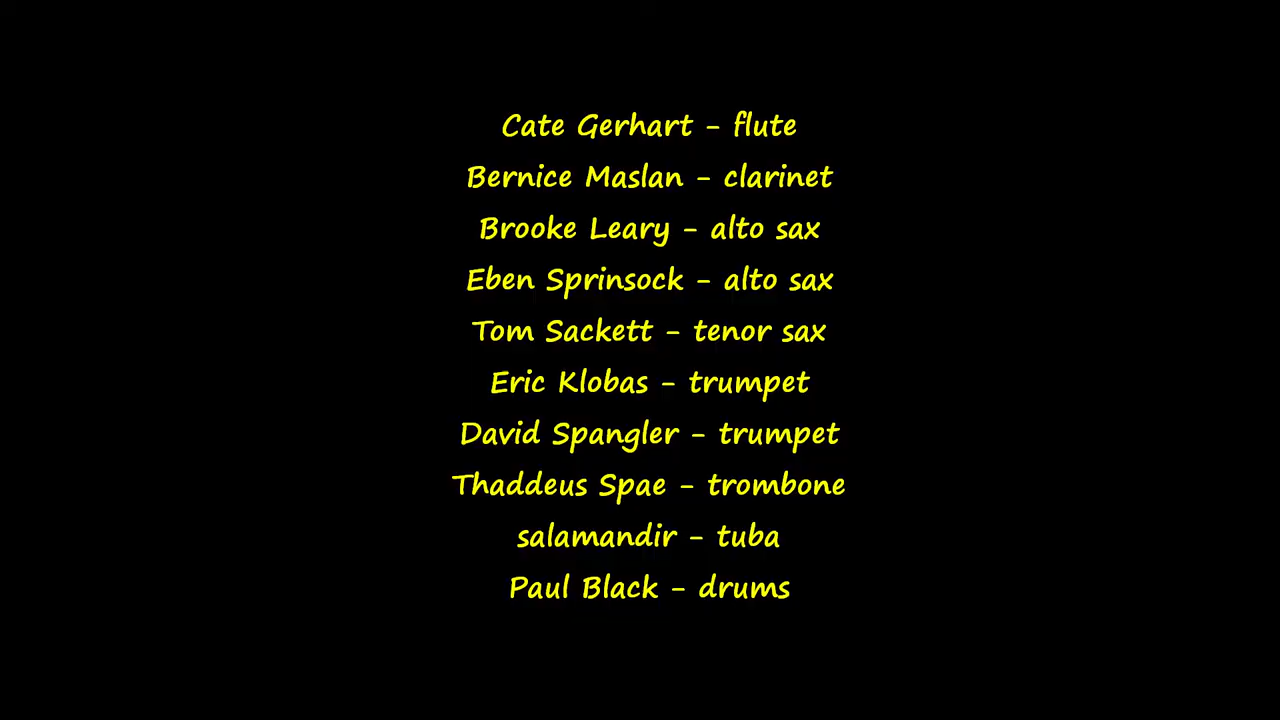 Cate Gerhart - flute
Bernice Maslan - clarinet
Brooke Leary - alto sax
Eben Sprinsock - alto sax
Tom Sackett - tenor sax
Eric Klobas - trumpet
David Spangler - trumpet
Thaddeus Spae - trombone
salamandir - tuba
Paul Black - drums